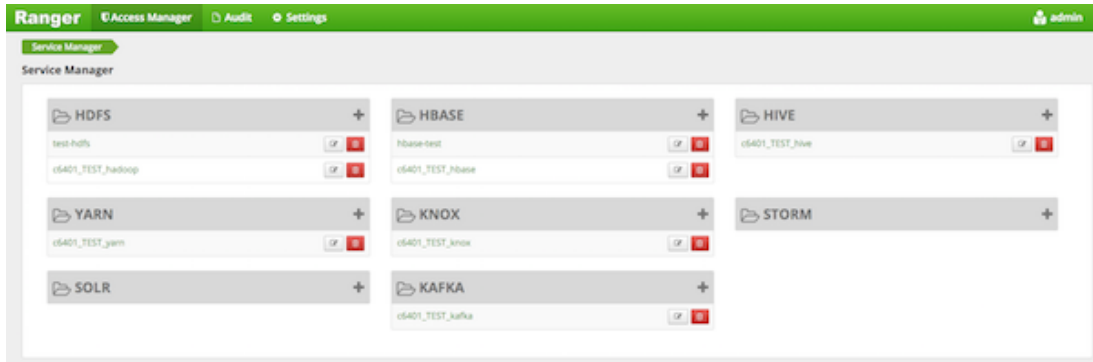 Ranger Access Manager Audit Settings admin
Service Manager
Service Manager
HDFS + HBASE + HIVE +
test-hdfs hbase-test c6401_TEST_hive
c6401_TEST_hadoop c6401_TEST_hbase
YARN + KNOX + STORM +
c6401_TEST_yarn c6401_TEST_knox
SOLR + KAFKA +
c6401_TEST_kafka